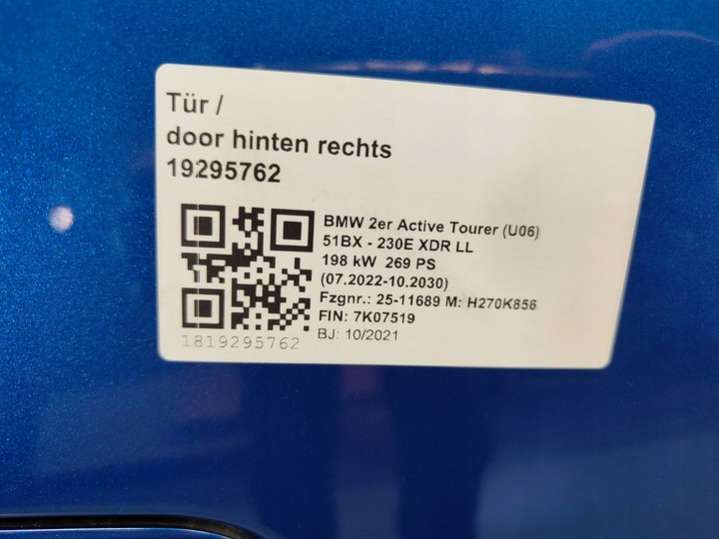 Tür /
door hinten rechts
19295762
BMW 2er Active Tourer (U06)
51BX - 230E XDR LL
198 kW 269 PS
(07.2022-10.2030)
Fzgnr.: 25-11689 M: H270K856
FIN: 7K07519
BJ: 10/2021
1819295762